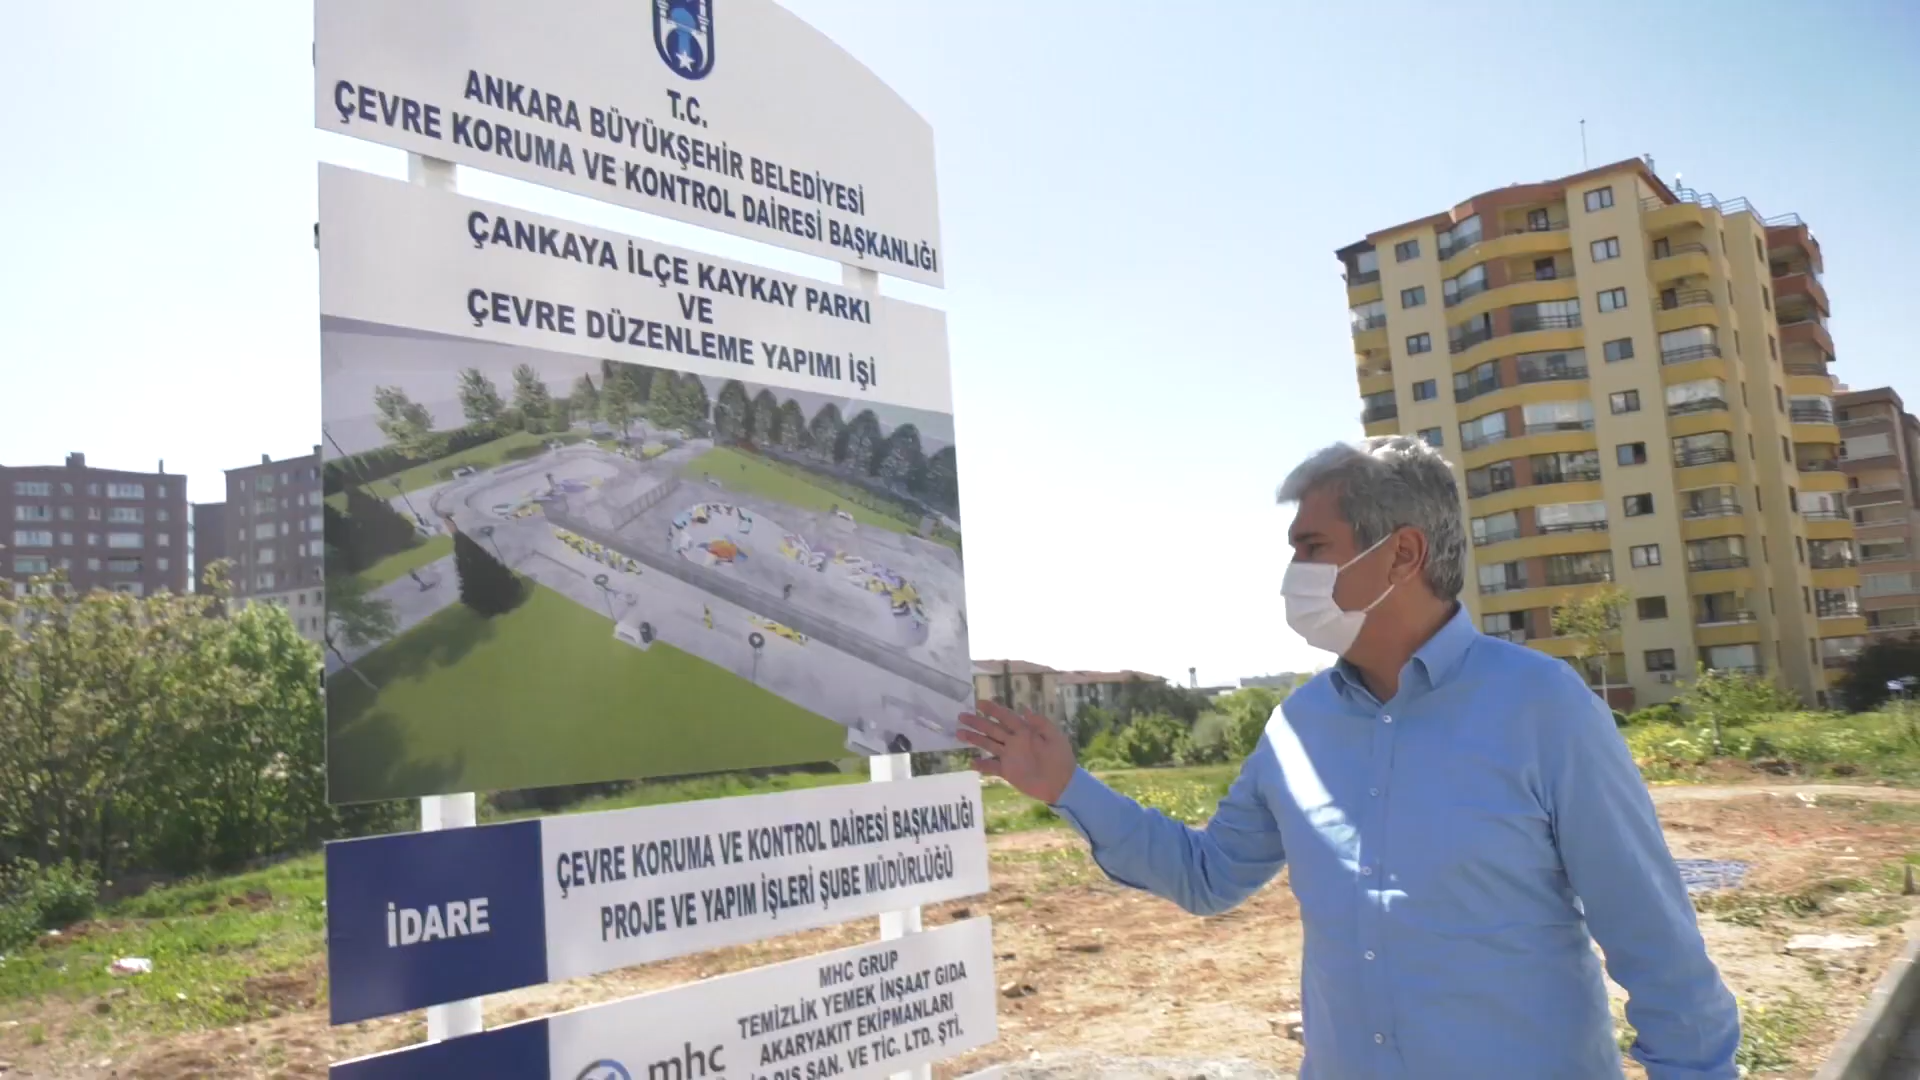 T.C.
ANKARA BÜYÜKŞEHİR BELEDİYESİ
ÇEVRE KORUMA VE KONTROL DAİRESİ BAŞKANLIĞI
ÇANKAYA İLÇE KAYKAY PARKI
VE
ÇEVRE DÜZENLEME YAPIMI İŞİ
İDARE
ÇEVRE KORUMA VE KONTROL DAİRESİ BAŞKANLIĞI
PROJE VE YAPIM İŞLERİ ŞUBE MÜDÜRLÜĞÜ
mhc
MHC GRUP
TEMİZLİK YEMEK İNŞAAT GIDA
AKARYAKIT EKİPMANLARI
DIŞ SAN. VE TİC. LTD. ŞTİ.